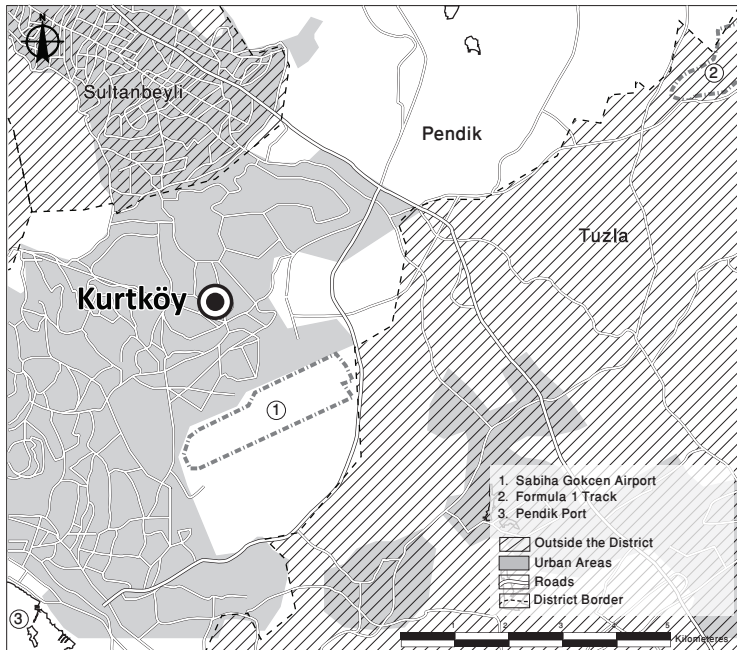 N
Sultanbeyli
Pendik
2
Tuzla
Kurtköy
1
1. Sabiha Gokcen Airport
2. Formula 1 Track
3. Pendik Port
Outside the District
Urban Areas
Roads
District Border
3
1 2 3 4 5
Kilometeres